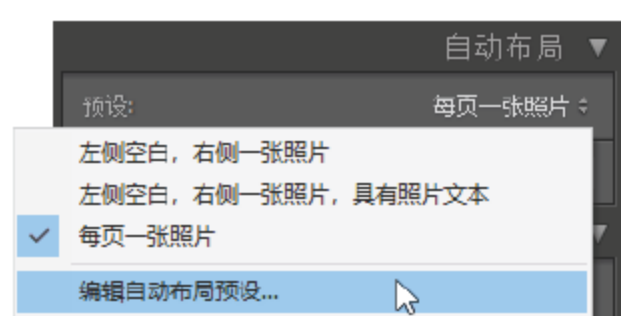 自动布局
预设: 每页一张照片
左侧空白，右侧一张照片
左侧空白，右侧一张照片，具有照片文本
每页一张照片
编辑自动布局预设...